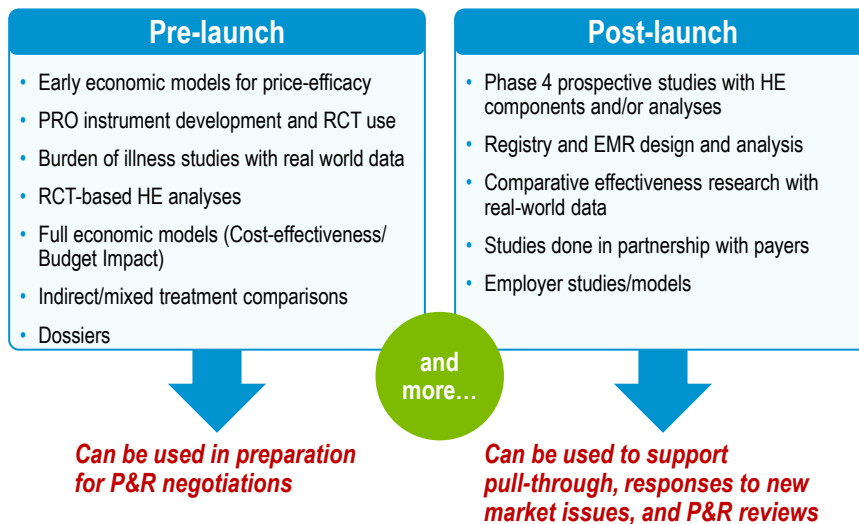 Pre-launch
• Early economic models for price-efficacy
• PRO instrument development and RCT use
• Burden of illness studies with real world data
• RCT-based HE analyses
• Full economic models (Cost-effectiveness/
Budget Impact)
• Indirect/mixed treatment comparisons
• Dossiers
Can be used in preparation
for P&R negotiations
Post-launch
• Phase 4 prospective studies with HE
components and/or analyses
• Registry and EMR design and analysis
• Comparative effectiveness research with
real-world data
• Studies done in partnership with payers
• Employer studies/models
and
more…
Can be used to support
pull-through, responses to new
market issues, and P&R reviews